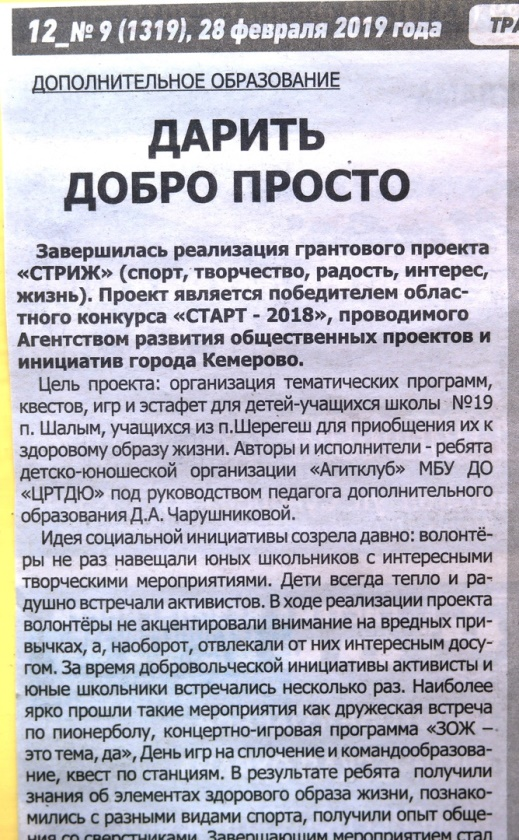 12_№ 9 (1319), 28 февраля 2019 года
ДОПОЛНИТЕЛЬНОЕ ОБРАЗОВАНИЕ
ДАРИТЬ
ДОБРО ПРОСТО
Завершилась реализация грантового проекта
«СТРИЖ» (спорт, творчество, радость, интерес,
жизнь). Проект является победителем облас-
тного конкурса «СТАРТ - 2018», проводимого
Агентством развития общественных проектов и
инициатив города Кемерово.
Цель проекта: организация тематических программ,
квестов, игр и эстафет для детей-учащихся школы №19
п. Шалым, учащихся из п.Шерегеш для приобщения их к
здоровому образу жизни. Авторы и исполнители - ребята
детско-юношеской организации «Агитклуб» МБУ ДО
«ЦРТДЮ» под руководством педагога дополнительного
образования Д.А. Чарушниковой.
Идея социальной инициативы созрела давно: волонтё-
ры не раз навещали юных школьников с интересными
творческими мероприятиями. Дети всегда тепло и ра-
душно встречали активистов. В ходе реализации проекта
волонтёры не акцентировали внимание на вредных при-
вычках, а, наоборот, отвлекали от них интересным досу-
гом. За время добровольческой инициативы активисты и
юные школьники встречались несколько раз. Наиболее
ярко прошли такие мероприятия как дружеская встреча
по пионерболу, концертно-игровая программа «ЗОЖ –
это тема, да», День игр на сплочение и командообразова-
ние, квест по станциям. В результате ребята получили
знания об элементах здорового образа жизни, познако-
мились с разными видами спорта, получили опыт обще-
ния со сверстниками. Завершающим мероприятием стал